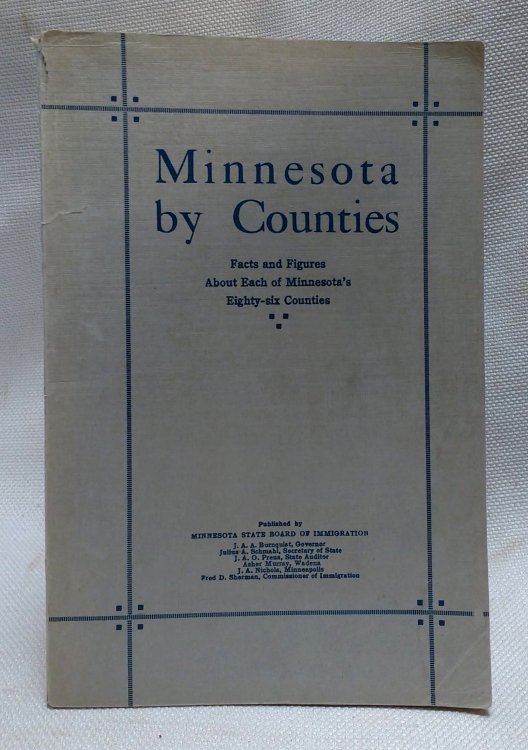 Minnesota
by Counties
Facts and Figures
About Each of Minnesota's
Eighty-six Counties
Published by
MINNESOTA STATE BOARD OF IMMIGRATION
J. A. A. Burnquist, Governor
Julius A. Schmahl, Secretary of State
J. A. O. Preus, State Auditor
Asher Murray, Wadena
J. A. Nichols, Minneapolis
Fred D. Sherman, Commissioner of Immigration